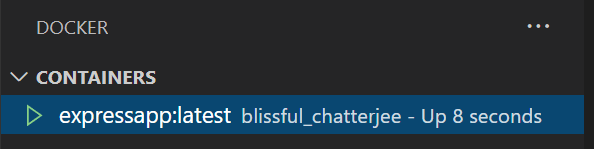 DOCKER
CONTAINERS
expressapp:latest blissful_chatterjee - Up 8 seconds